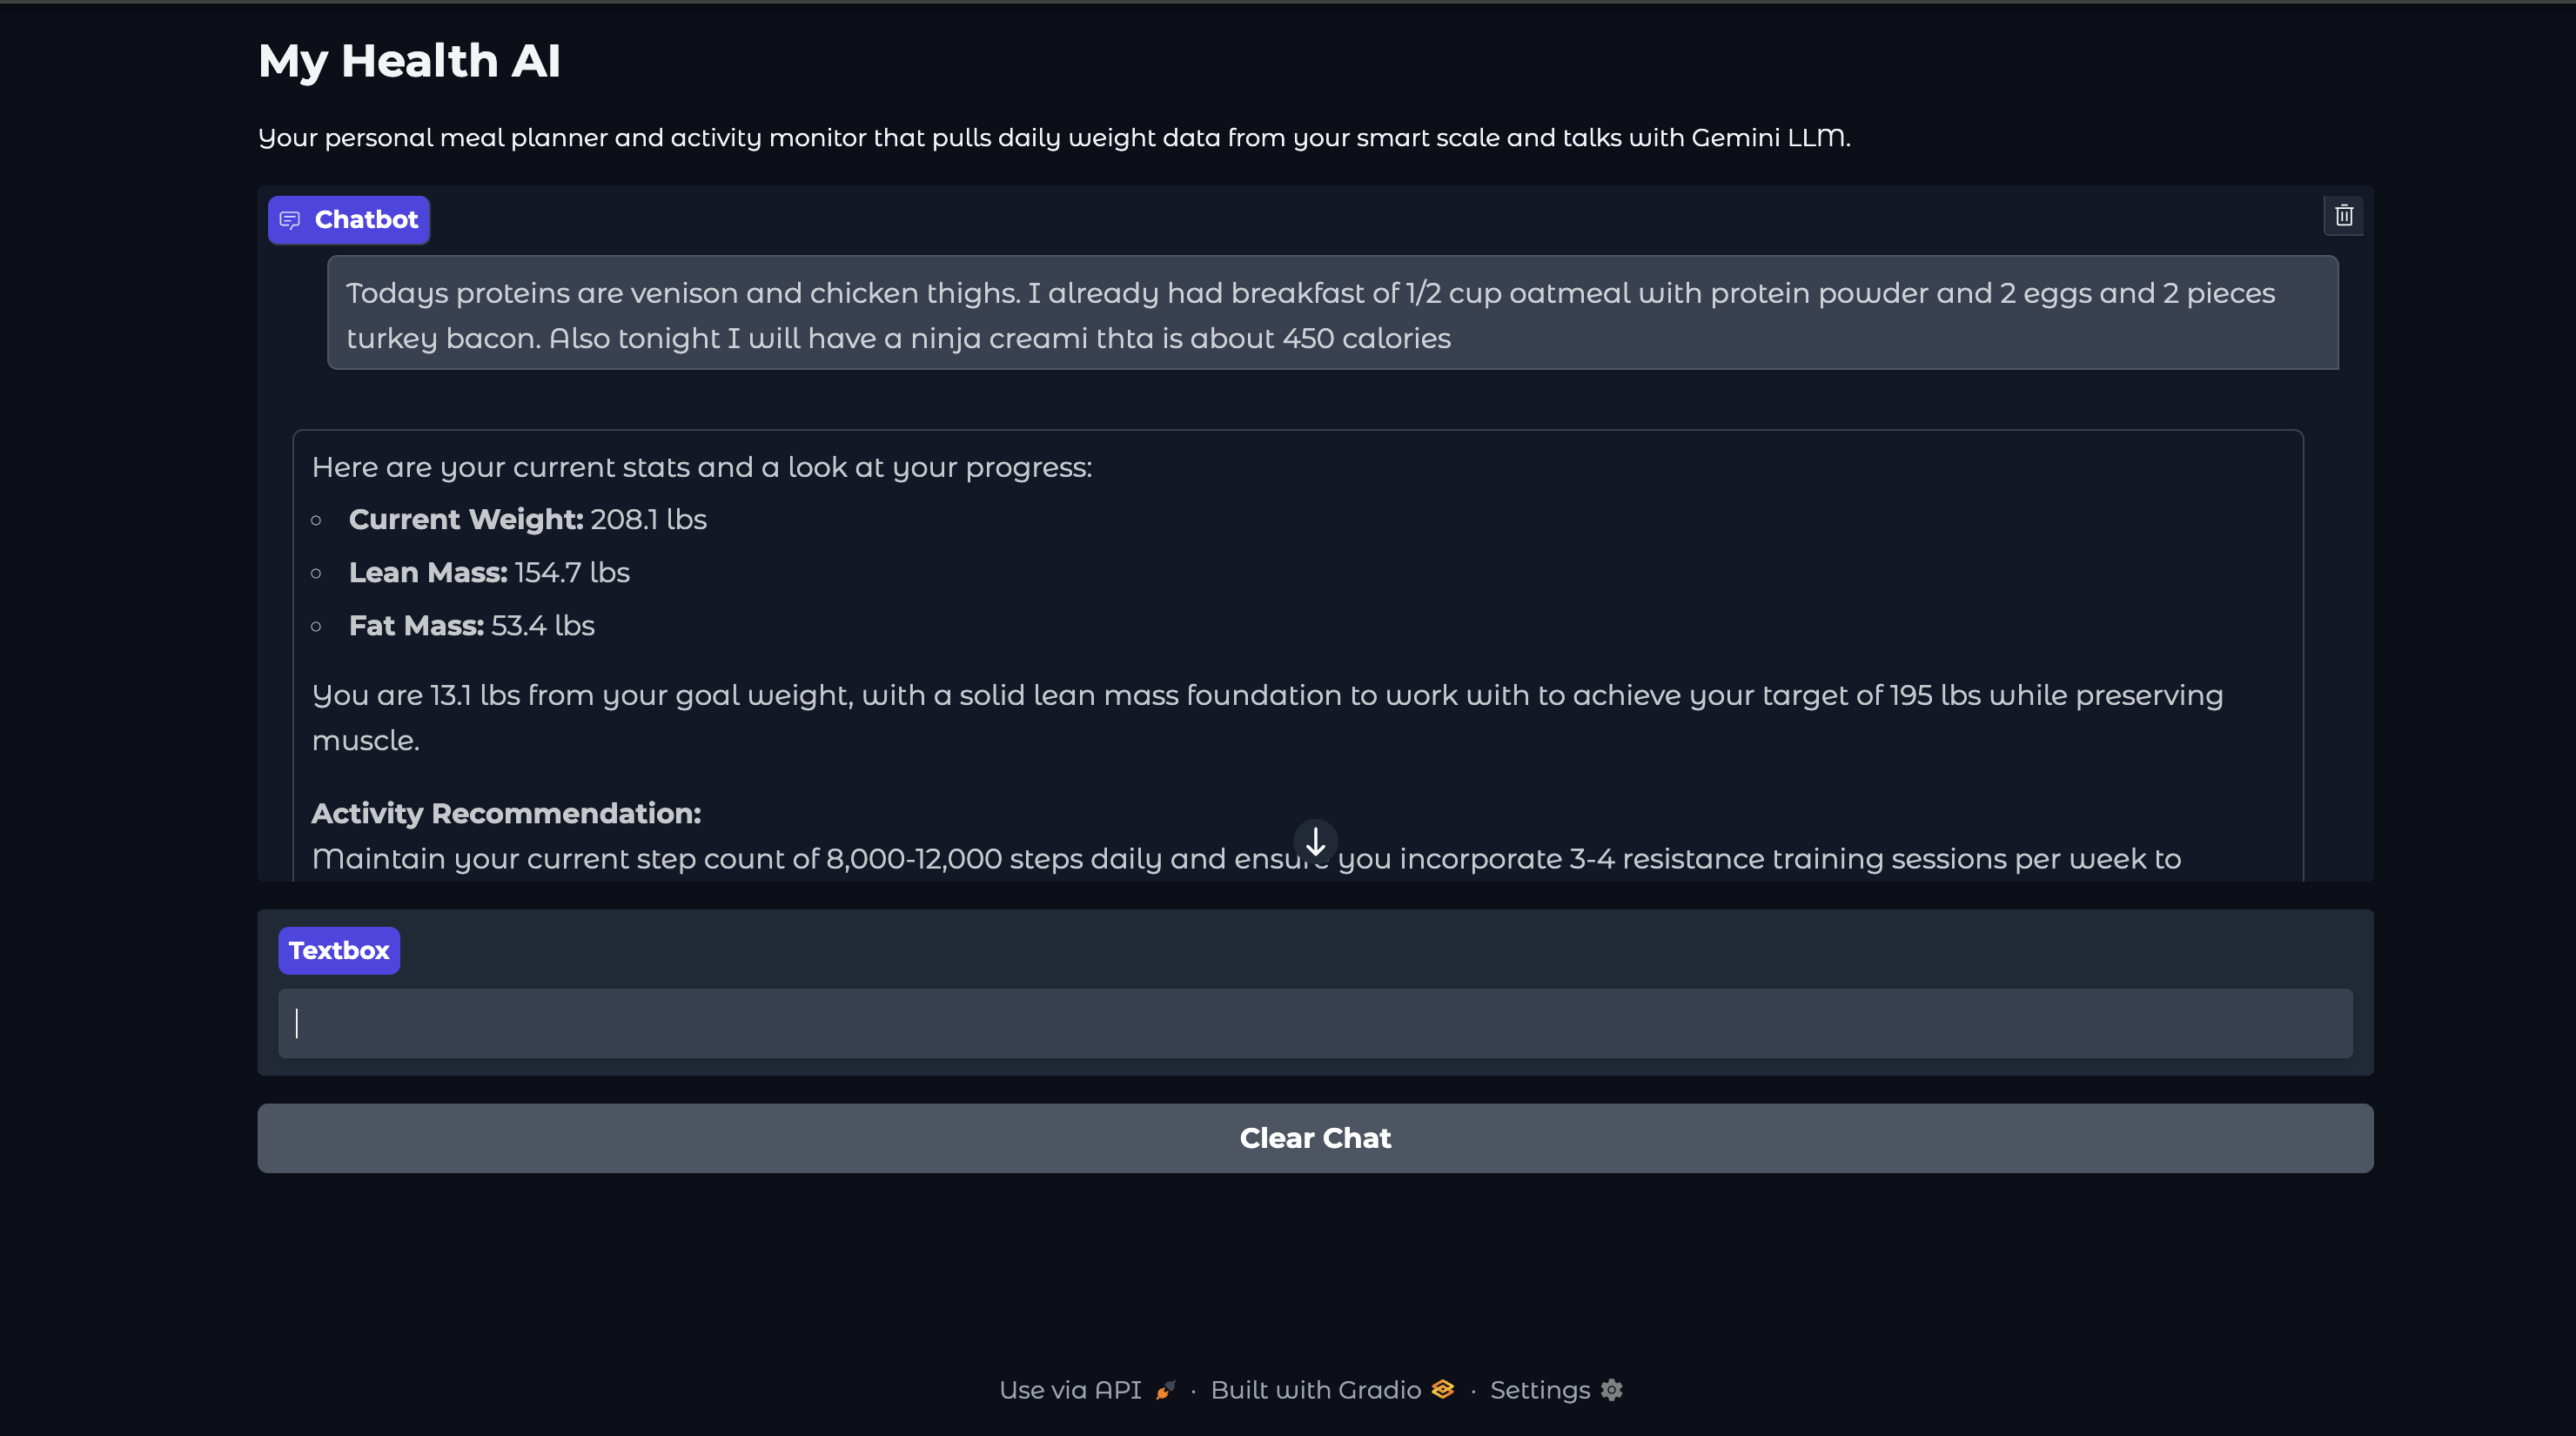 My Health AI
Your personal meal planner and activity monitor that pulls daily weight data from your smart scale and talks with Gemini LLM.
Chatbot
Todays proteins are venison and chicken thighs. I already had breakfast of 1/2 cup oatmeal with protein powder and 2 eggs and 2 pieces
turkey bacon. Also tonight I will have a ninja creami thta is about 450 calories
Here are your current stats and a look at your progress:
Current Weight: 208.1 lbs
Lean Mass: 154.7 lbs
Fat Mass: 53.4 lbs
You are 13.1 lbs from your goal weight, with a solid lean mass foundation to work with to achieve your target of 195 lbs while preserving
muscle.
Activity Recommendation:
Maintain your current step count of 8,000-12,000 steps daily and ensure you incorporate 3-4 resistance training sessions per week to
Textbox
Clear Chat
Use via API · Built with Gradio · Settings